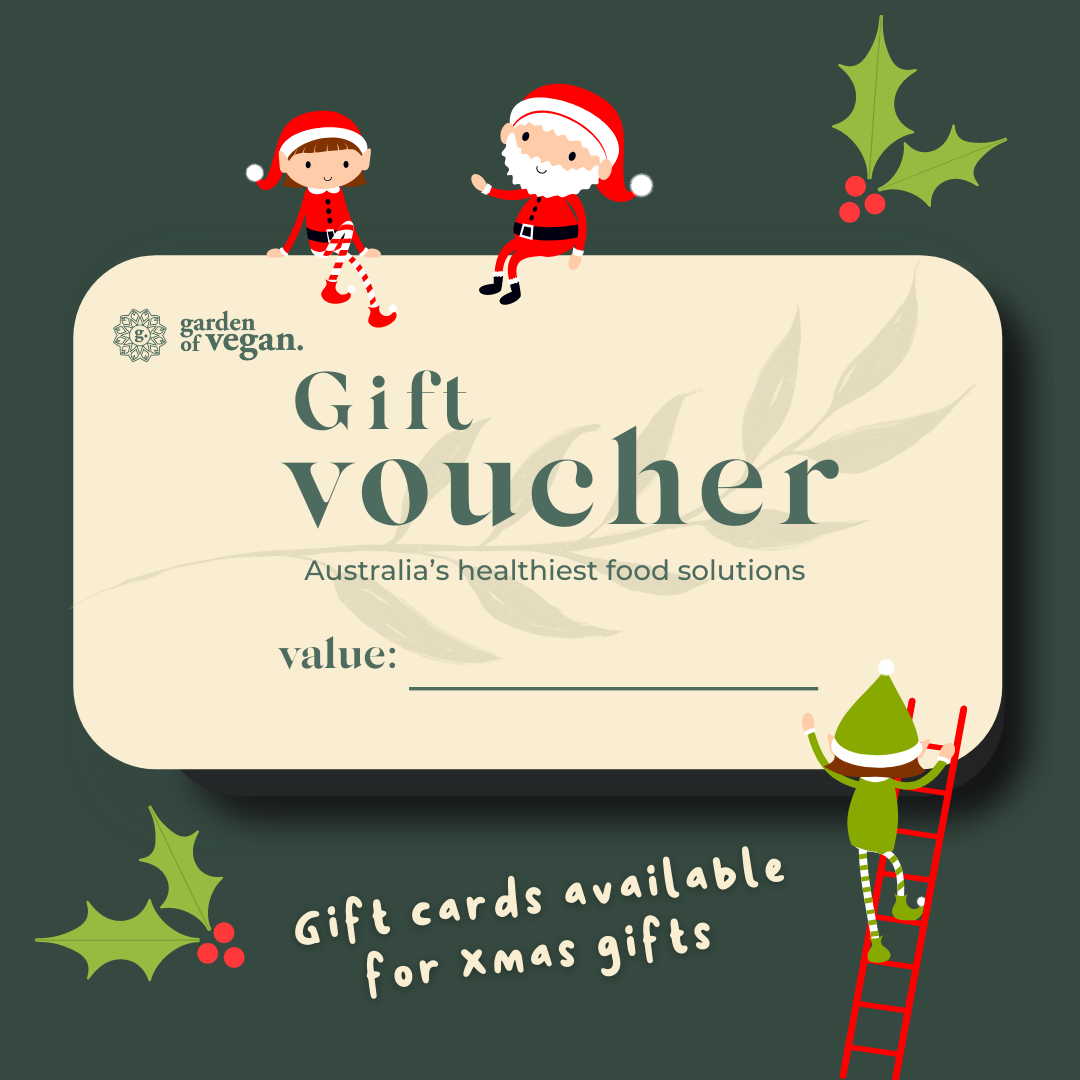 g.
garden
of vegan.
Gift
voucher
Australia’s healthiest food solutions
value:
Gift cards available
for xmas gifts